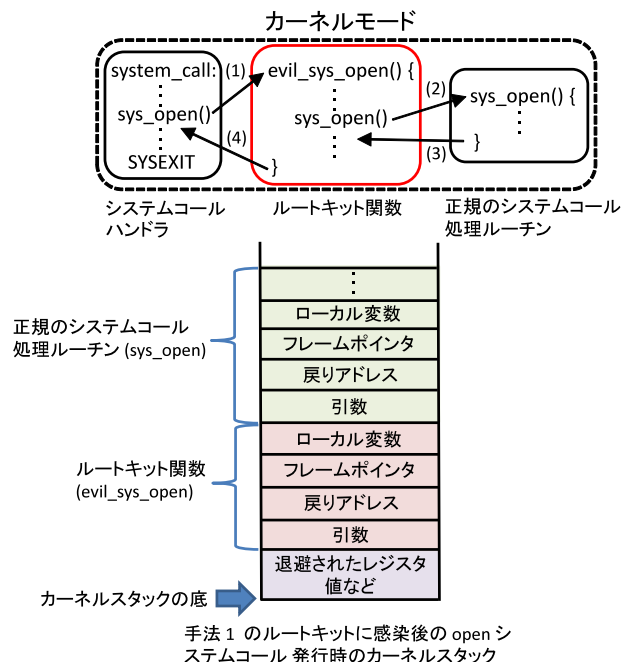 カーネルモード
system_call:
(1)
evil_sys_open() {
(2)
sys_open() {
sys_open()
sys_open()
(4)
(3)
}
SYSEXIT
}
システムコール
ハンドラ
ルートキット関数
正規のシステムコール
処理ルーチン
ローカル変数
フレームポインタ
戻りアドレス
引数
正規のシステムコール
処理ルーチン (sys_open)
ローカル変数
フレームポインタ
戻りアドレス
引数
ルートキット関数
(evil_sys_open)
退避されたレジスタ
値など
カーネルスタックの底
手法 1 のルートキットに感染後の open シ
ステムコール 発行時のカーネルスタック